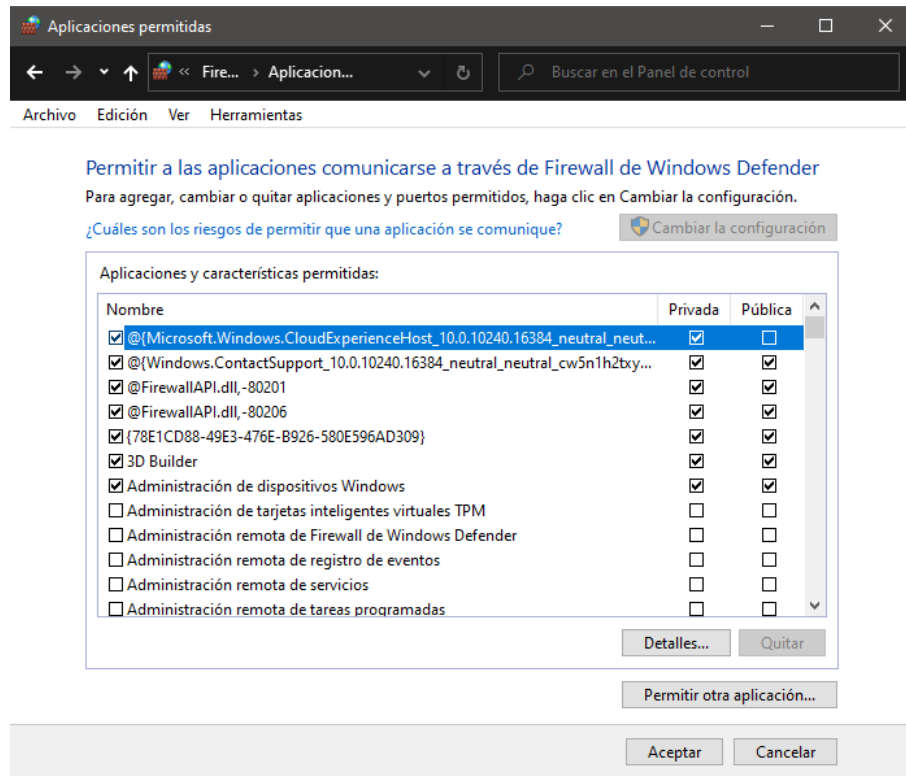 Aplicaciones permitidas
« Fire... > Aplicacion...
Buscar en el Panel de control
Archivo Edición Ver Herramientas
Permitir a las aplicaciones comunicarse a través de Firewall de Windows Defender
Para agregar, cambiar o quitar aplicaciones y puertos permitidos, haga clic en Cambiar la configuración.
¿Cuáles son los riesgos de permitir que una aplicación se comunique?
Cambiar la configuración
Aplicaciones y características permitidas:
Nombre Privada Pública
@{Microsoft.Windows.CloudExperienceHost_10.0.10240.16384_neutral_neut...
@{Windows.ContactSupport_10.0.10240.16384_neutral_neutral_cw5n1h2txy...
@FirewallAPI.dll,-80201
@FirewallAPI.dll,-80206
{78E1CD88-49E3-476E-B926-580E596AD309}
3D Builder
Administración de dispositivos Windows
Administración de tarjetas inteligentes virtuales TPM
Administración remota de Firewall de Windows Defender
Administración remota de registro de eventos
Administración remota de servicios
Administración remota de tareas programadas
Detalles... Quitar
Permitir otra aplicación...
Aceptar Cancelar